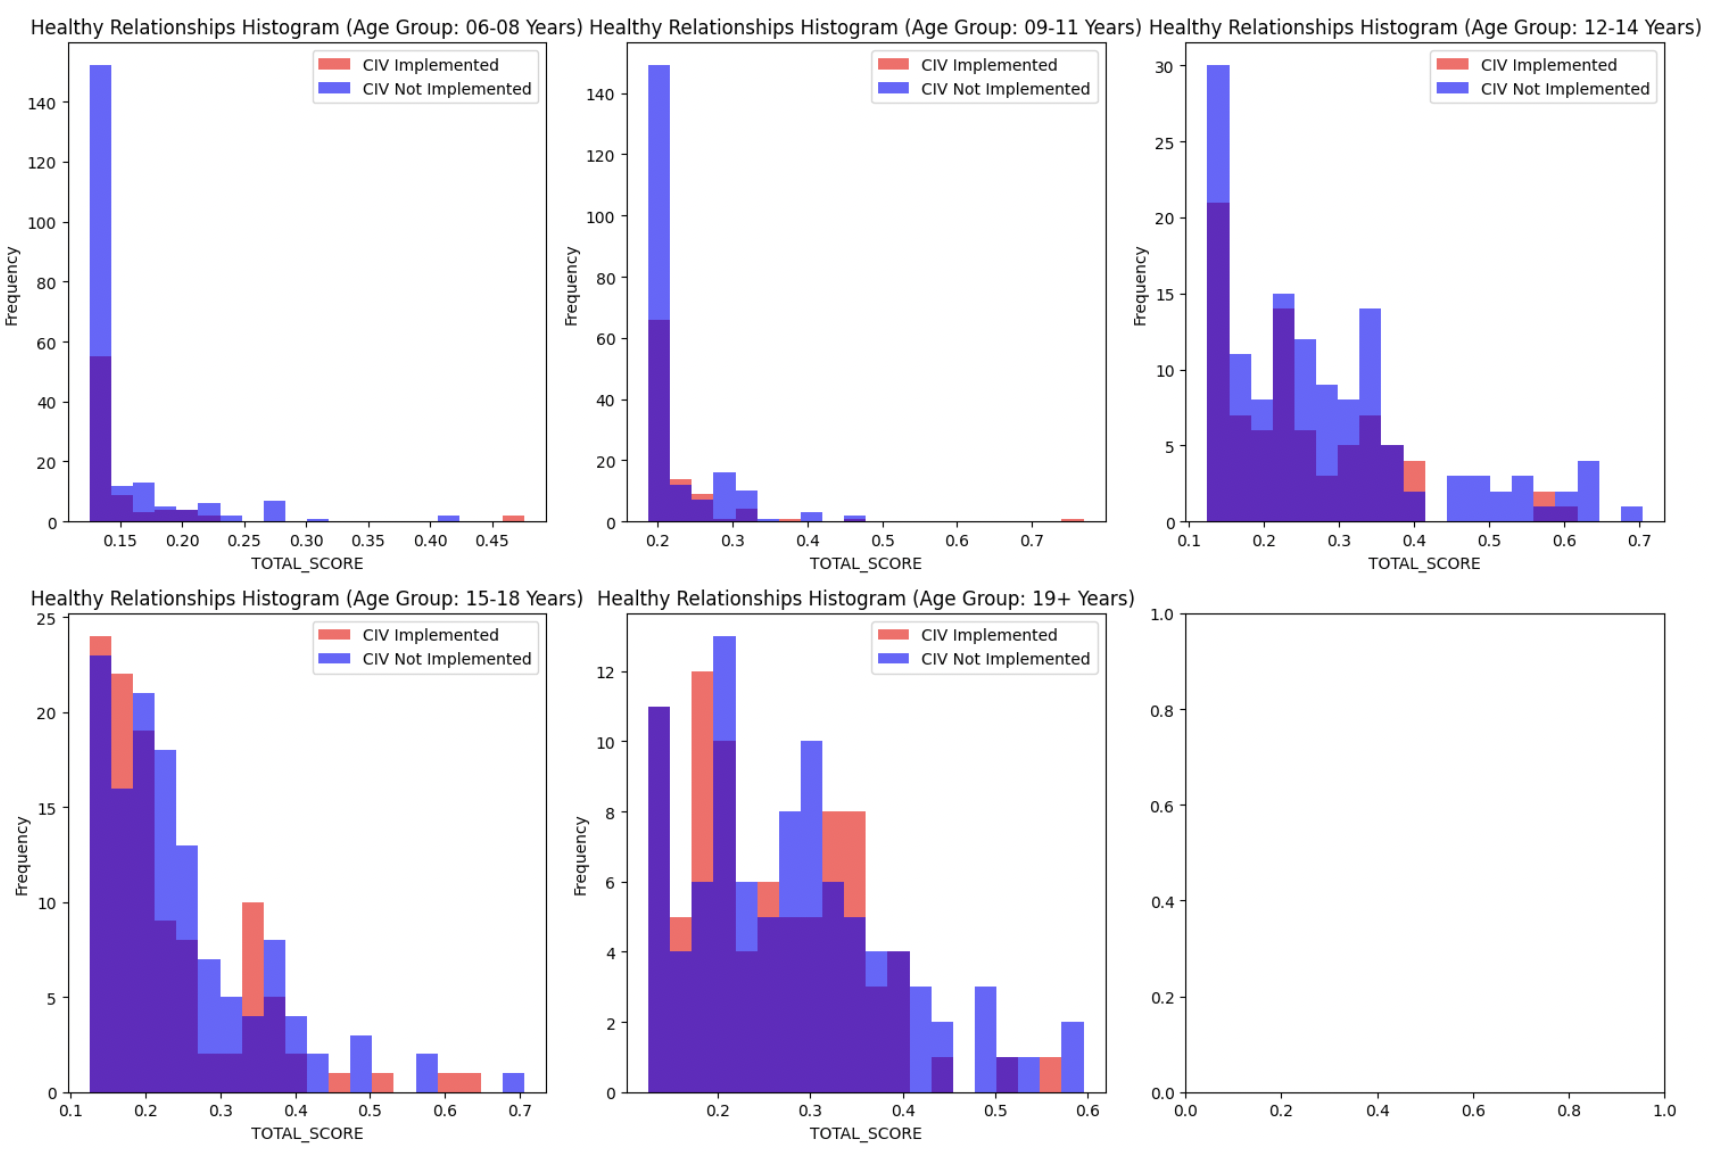 Healthy Relationships Histogram (Age Group: 06-08 Years)
CIV Implemented
CIV Not Implemented
140
120
100
80
60
40
20
0
Frequency
0.15 0.20 0.25 0.30 0.35 0.40 0.45
TOTAL_SCORE
Healthy Relationships Histogram (Age Group: 09-11 Years)
CIV Implemented
CIV Not Implemented
140
120
100
80
60
40
20
0
Frequency
0.2 0.3 0.4 0.5 0.6 0.7
TOTAL_SCORE
Healthy Relationships Histogram (Age Group: 12-14 Years)
CIV Implemented
CIV Not Implemented
30
25
20
15
10
5
0
Frequency
0.1 0.2 0.3 0.4 0.5 0.6 0.7
TOTAL_SCORE
Healthy Relationships Histogram (Age Group: 15-18 Years)
CIV Implemented
CIV Not Implemented
25
20
15
10
5
0
Frequency
0.1 0.2 0.3 0.4 0.5 0.6 0.7
TOTAL_SCORE
Healthy Relationships Histogram (Age Group: 19+ Years)
CIV Implemented
CIV Not Implemented
12
10
8
6
4
2
0
Frequency
0.2 0.3 0.4 0.5 0.6
TOTAL_SCORE
1.0
0.8
0.6
0.4
0.2
0.0
0.0 0.2 0.4 0.6 0.8 1.0